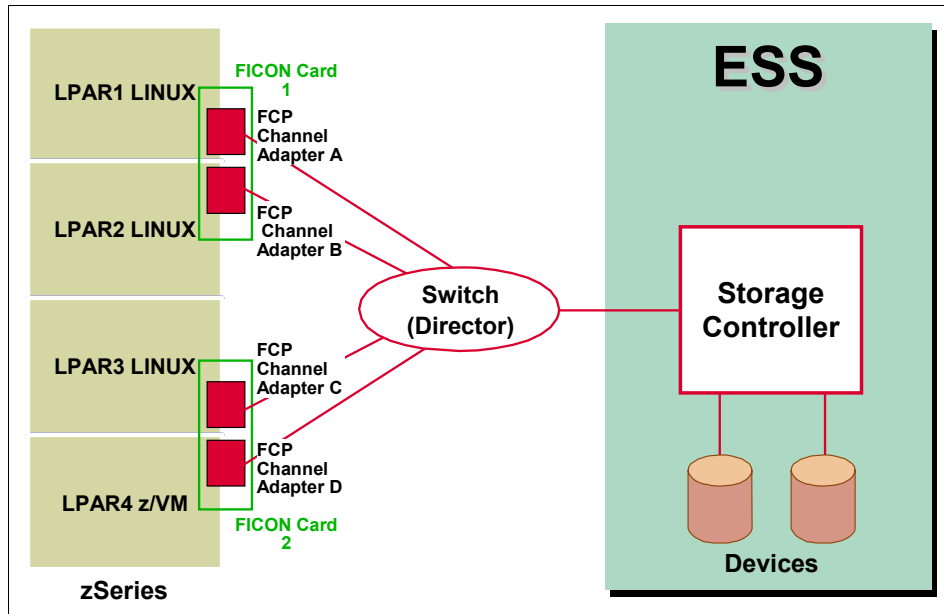 FICON Card
1
LPAR1 LINUX
FCP
Channel
Adapter A
LPAR2 LINUX
FCP
Channel
Adapter B
LPAR3 LINUX
FCP
Channel
Adapter C
LPAR4 z/VM
FCP
Channel
Adapter D
FICON Card
2
zSeries
Switch
(Director)
ESS
Storage
Controller
Devices